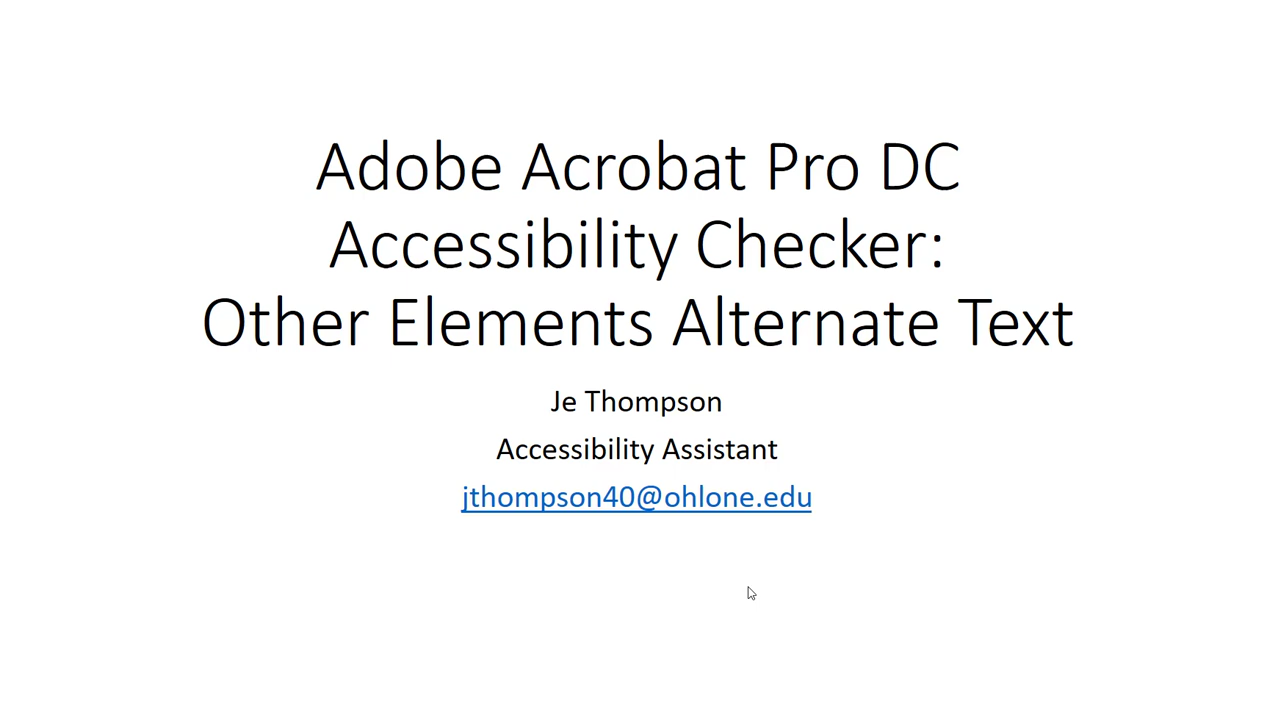 Adobe Acrobat Pro DC
Accessibility Checker:
Other Elements Alternate Text
Je Thompson
Accessibility Assistant
jthompson40@ohlone.edu